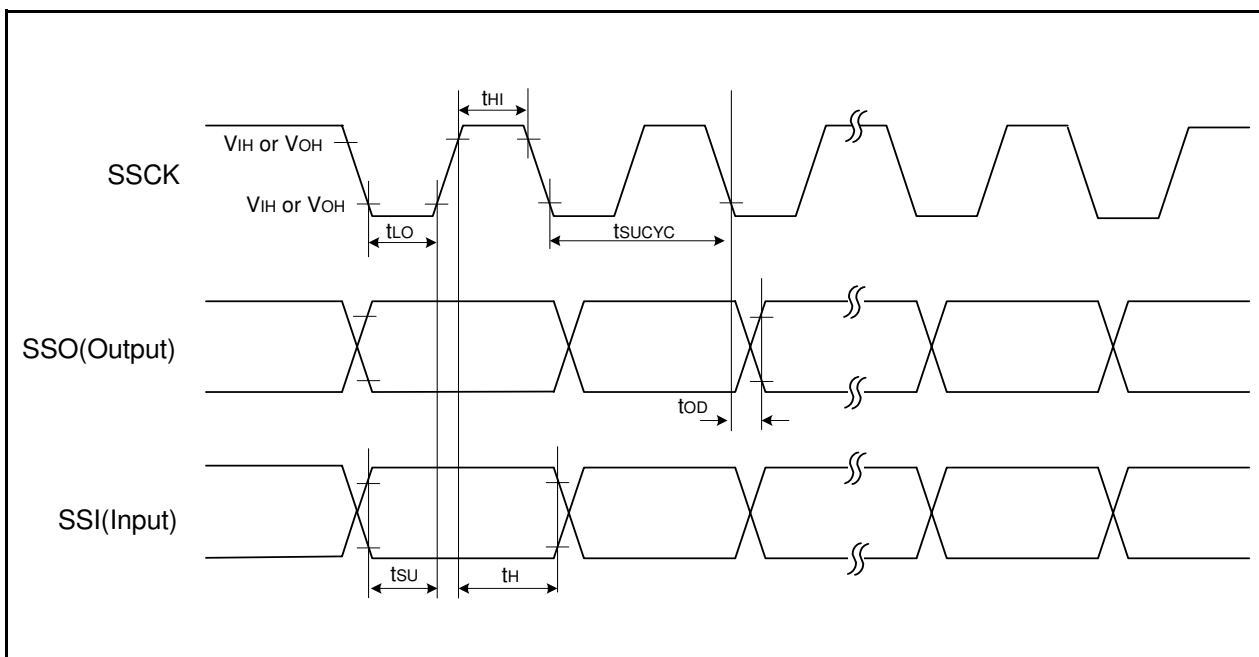 tHI
VIH or VOH
SSCK
VIH or VOH
tLO
tSUCYC
SSO(Output)
tOD
SSI(Input)
tSU
tH